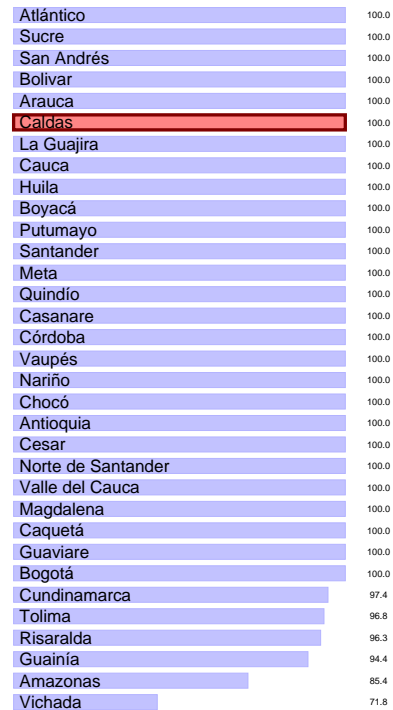 Atlántico 100.0
Sucre 100.0
San Andrés 100.0
Bolivar 100.0
Arauca 100.0
Caldas 100.0
La Guajira 100.0
Cauca 100.0
Huila 100.0
Boyacá 100.0
Putumayo 100.0
Santander 100.0
Meta 100.0
Quindío 100.0
Casanare 100.0
Córdoba 100.0
Vaupés 100.0
Nariño 100.0
Chocó 100.0
Antioquia 100.0
Cesar 100.0
Norte de Santander 100.0
Valle del Cauca 100.0
Magdalena 100.0
Caquetá 100.0
Guaviare 100.0
Bogotá 100.0
Cundinamarca 97.4
Tolima 96.8
Risaralda 96.3
Guainía 94.4
Amazonas 85.4
Vichada 71.8